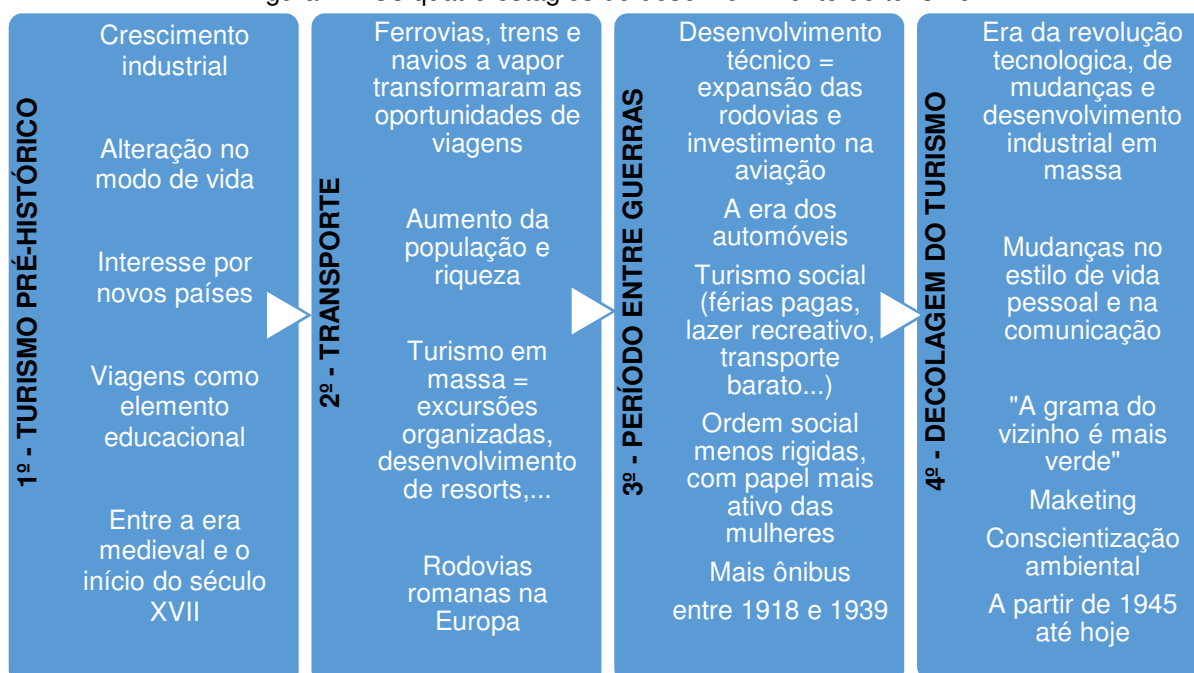 1º - TURISMO PRÉ-HISTÓRICO
Crescimento
industrial
Alteração no
modo de vida
Interesse por
novos países
Viagens como
elemento
educacional
Entre a era
medieval e o
início do século
XVII
2º - TRANSPORTE
Ferrovias, trens e
navios a vapor
transformaram as
oportunidades de
viagens
Aumento da
população e
riqueza
Turismo em
massa =
excursões
organizadas,
desenvolvimento
de resorts,...
Rodovias
romanas na
Europa
3º - PERÍODO ENTRE GUERRAS
Desenvolvimento
técnico =
expansão das
rodovias e
investimento na
aviação
A era dos
automóveis
Turismo social
(férias pagas,
lazer recreativo,
transporte
barato...)
Ordem social
menos rigidas,
com papel mais
ativo das
mulheres
Mais ônibus
entre 1918 e 1939
4º - DECOLAGEM DO TURISMO
Era da revolução
tecnologica, de
mudanças e
desenvolvimento
industrial em
massa
Mudanças no
estilo de vida
pessoal e na
comunicação
"A grama do
vizinho é mais
verde"
Maketing
Conscientização
ambiental
A partir de 1945
até hoje